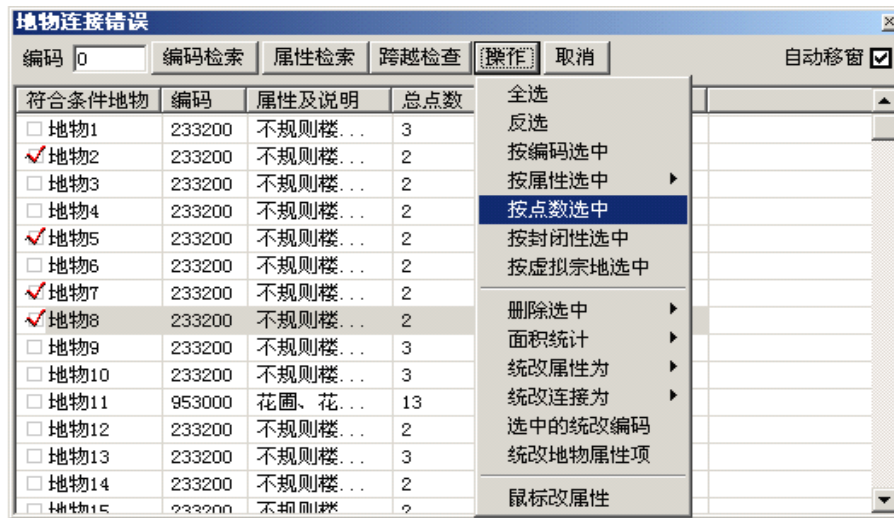 地物连接错误
编码 0 编码检索 属性检索 跨越检查 操作 取消 自动移窗
符合条件地物 编码 属性及说明 总点数
地物1 233200 不规则楼... 3
地物2 233200 不规则楼... 2
地物3 233200 不规则楼... 2
地物4 233200 不规则楼... 2
地物5 233200 不规则楼... 2
地物6 233200 不规则楼... 2
地物7 233200 不规则楼... 2
地物8 233200 不规则楼... 2
地物9 233200 不规则楼... 3
地物10 233200 不规则楼... 3
地物11 953000 花圃、花... 13
地物12 233200 不规则楼... 2
地物13 233200 不规则楼... 3
地物14 233200 不规则楼... 2
地物15 233200 不规则楼... 2
全选
反选
按编码选中
按属性选中
按点数选中
按封闭性选中
按虚拟宗地选中
删除选中
面积统计
统改属性为
统改连接为
选中的统改编码
统改地物属性项
鼠标改属性